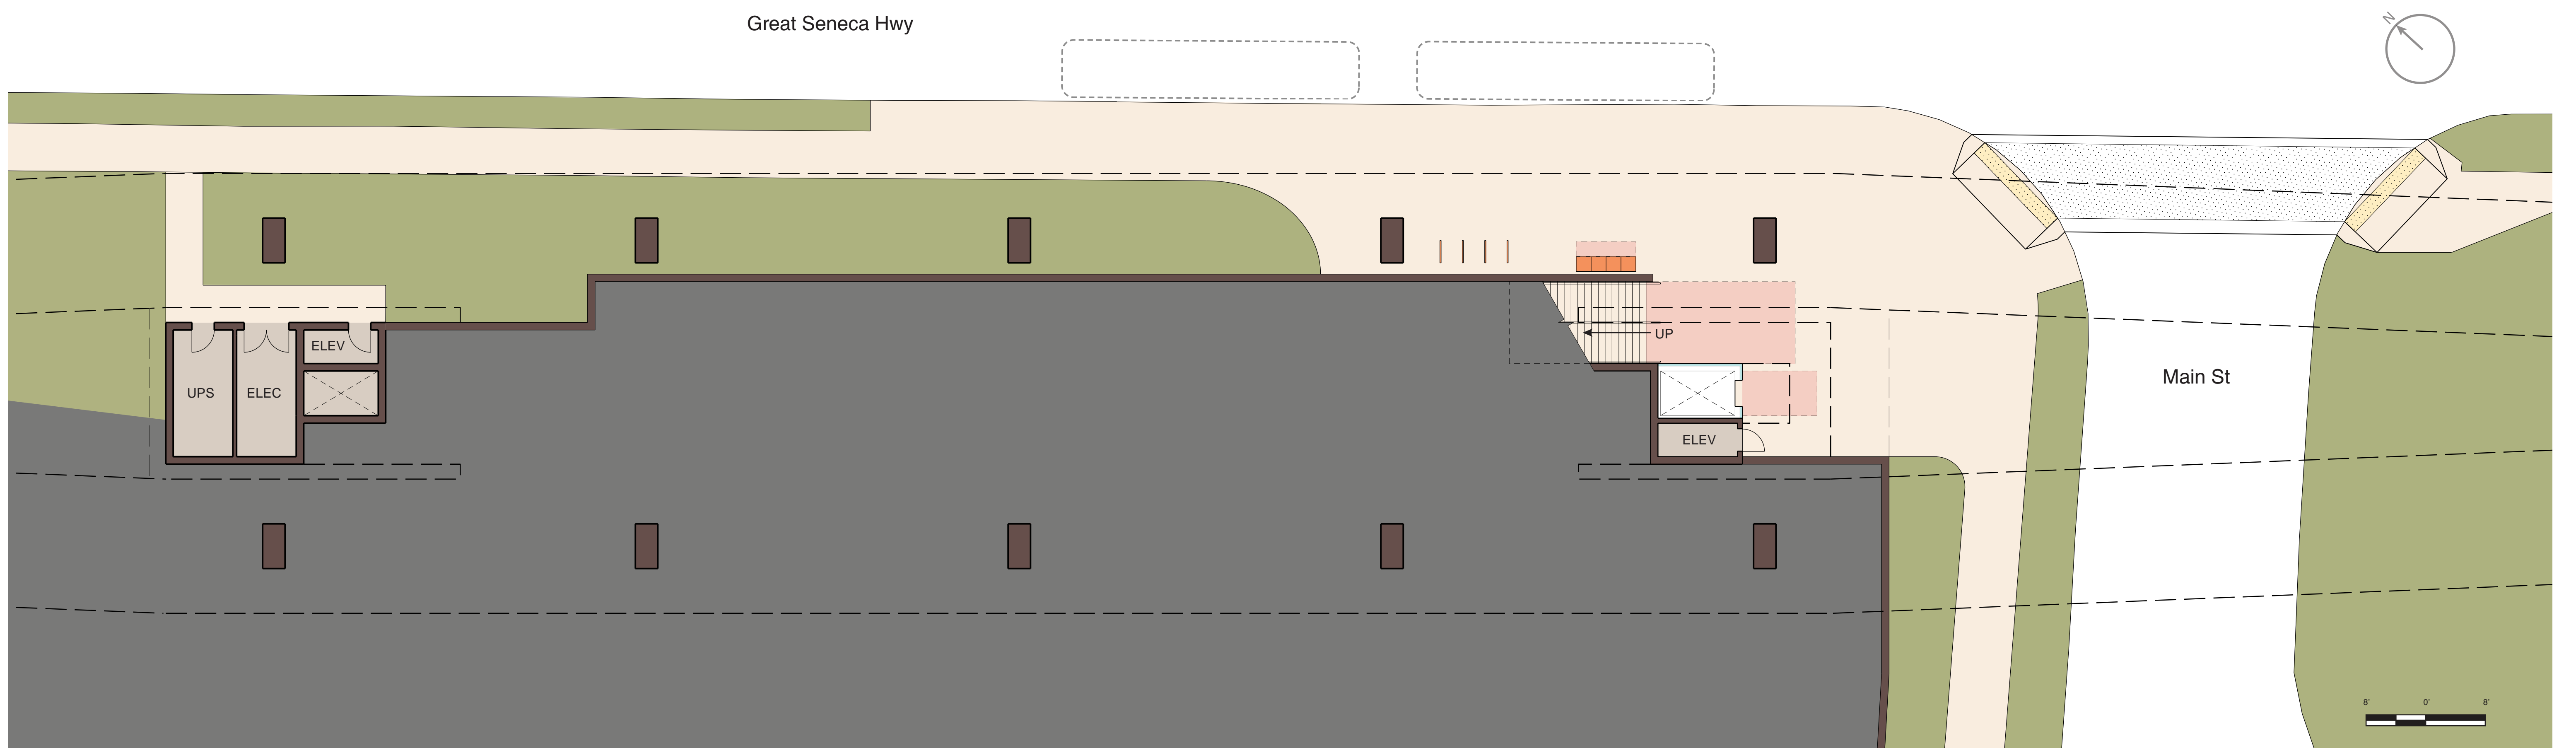 Great Seneca Hwy
N
UP
ELEV
UPS
ELEC
Main St
ELEV
8' 0' 8'